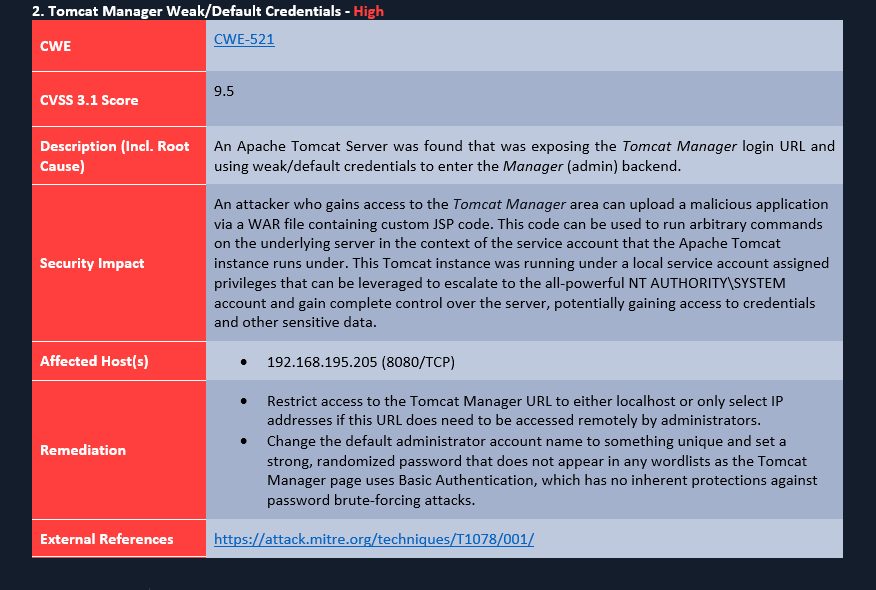 2. Tomcat Manager Weak/Default Credentials - High
CWE
CWE-521
CVSS 3.1 Score
9.5
Description (Incl. Root
Cause)
An Apache Tomcat Server was found that was exposing the Tomcat Manager login URL and
using weak/default credentials to enter the Manager (admin) backend.
Security Impact
An attacker who gains access to the Tomcat Manager area can upload a malicious application
via a WAR file containing custom JSP code. This code can be used to run arbitrary commands
on the underlying server in the context of the service account that the Apache Tomcat
instance runs under. This Tomcat instance was running under a local service account assigned
privileges that can be leveraged to escalate to the all-powerful NT AUTHORITY\SYSTEM
account and gain complete control over the server, potentially gaining access to credentials
and other sensitive data.
Affected Host(s)
• 192.168.195.205 (8080/TCP)
Remediation
• Restrict access to the Tomcat Manager URL to either localhost or only select IP
addresses if this URL does need to be accessed remotely by administrators.
• Change the default administrator account name to something unique and set a
strong, randomized password that does not appear in any wordlists as the Tomcat
Manager page uses Basic Authentication, which has no inherent protections against
password brute-forcing attacks.
External References
https://attack.mitre.org/techniques/T1078/001/